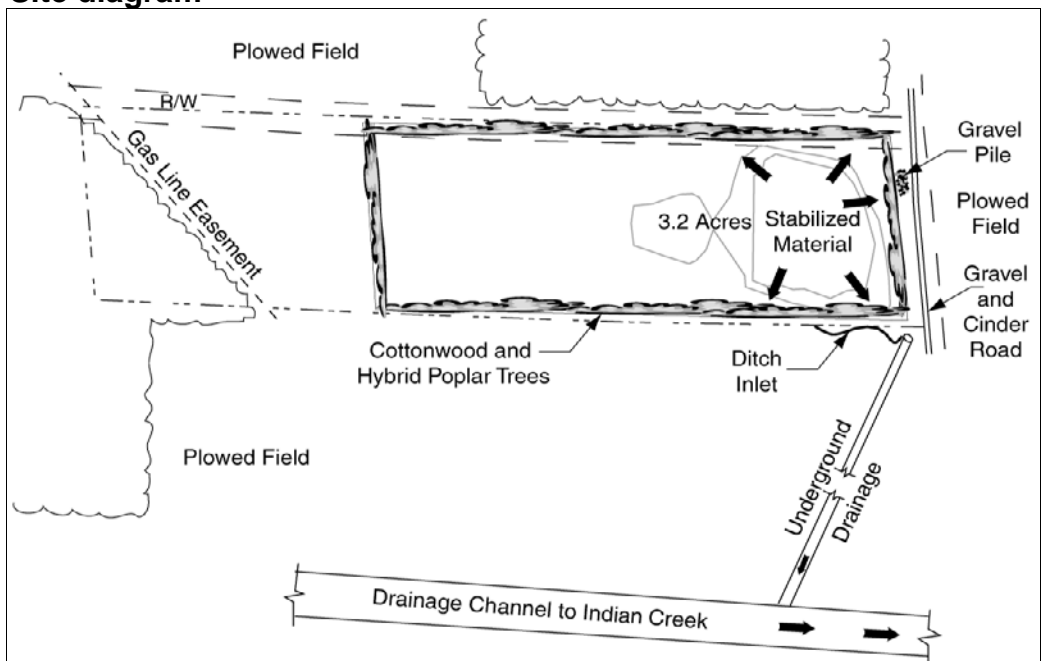 Site diagram
Plowed Field
R/W
Gas Line Easement
Gravel
Pile
Plowed
Field
3.2 Acres
Stabilized
Material
Gravel
and
Cinder
Road
Cottonwood and
Hybrid Poplar Trees
Ditch
Inlet
Plowed Field
Underground
Drainage
Drainage Channel to Indian Creek